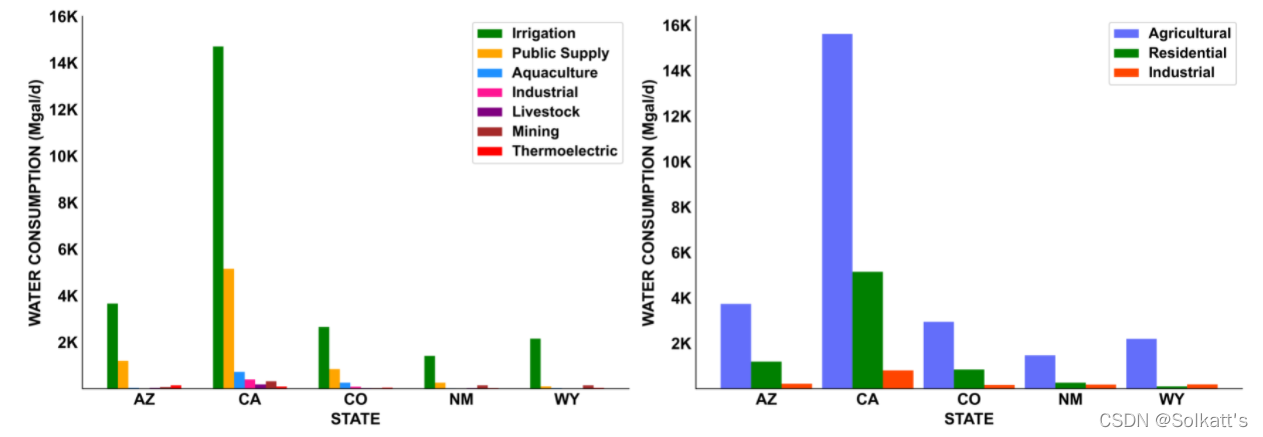 WATER CONSUMPTION (Mgal/d)
16K
14K
12K
10K
8K
6K
4K
2K
Irrigation
Public Supply
Aquaculture
Industrial
Livestock
Mining
Thermoelectric
AZ CA CO NM WY
STATE
WATER CONSUMPTION (Mgal/d)
16K
14K
12K
10K
8K
6K
4K
2K
Agricultural
Residential
Industrial
AZ CA CO NM WY
STATE
CSDN @Solkatt's